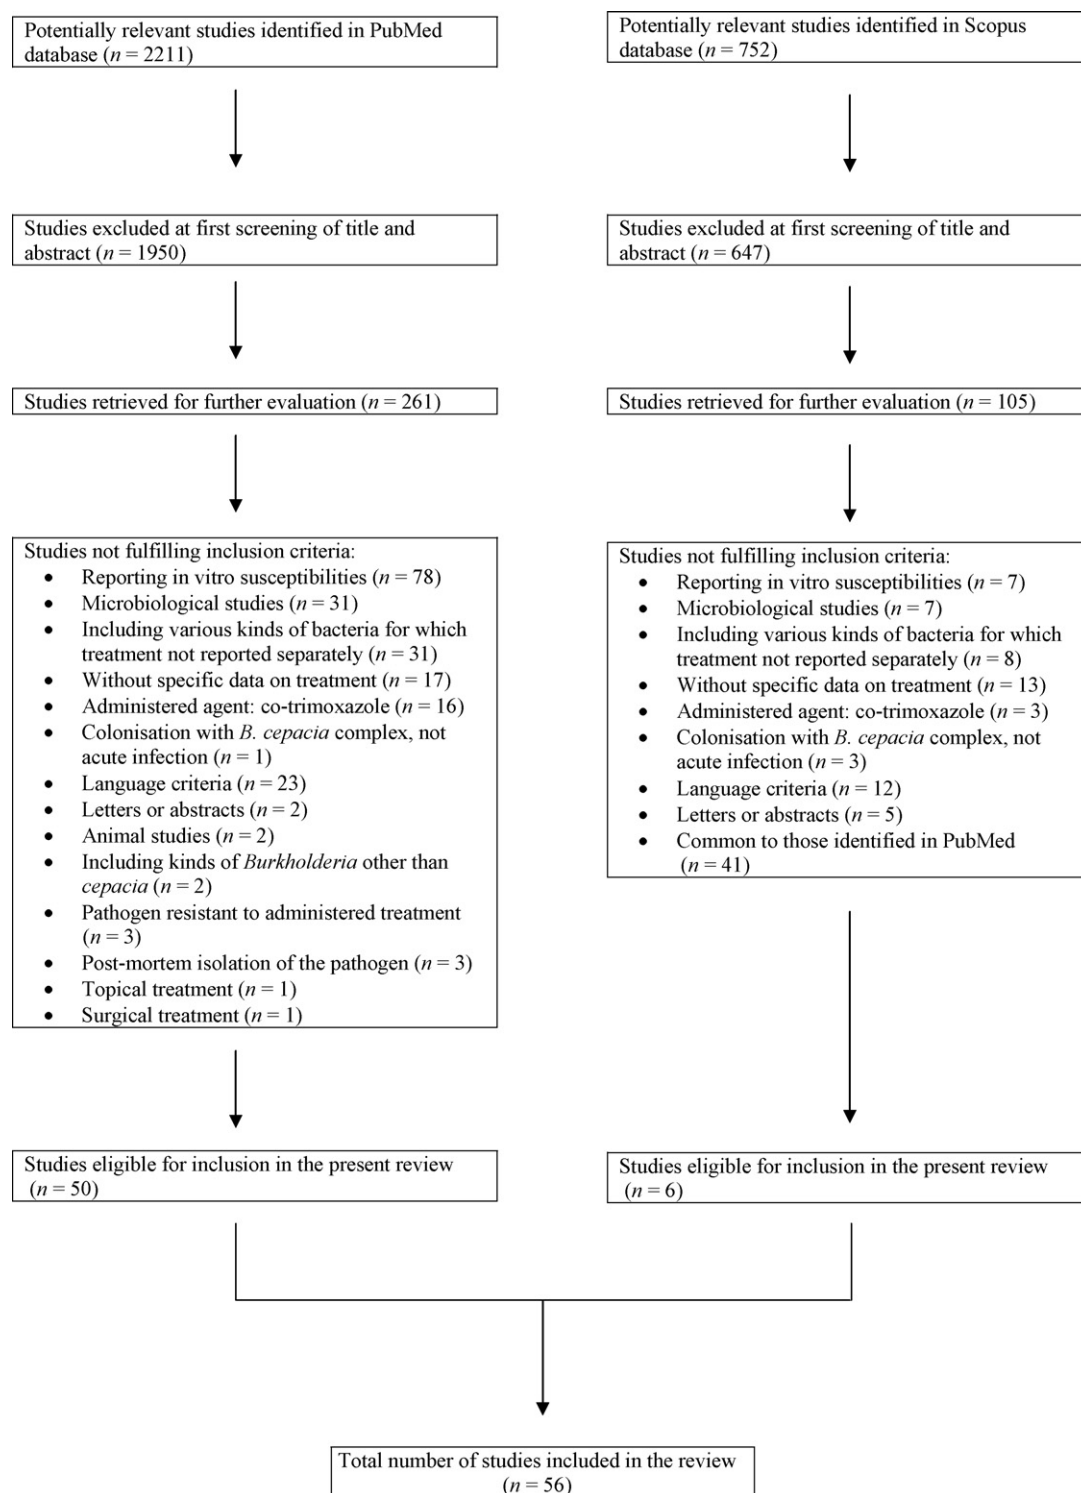 Potentially relevant studies identified in PubMed
database (n = 2211)
Studies excluded at first screening of title and
abstract (n = 1950)
Studies retrieved for further evaluation (n = 261)
Studies not fulfilling inclusion criteria:
• Reporting in vitro susceptibilities (n = 78)
• Microbiological studies (n = 31)
• Including various kinds of bacteria for which
treatment not reported separately (n = 31)
• Without specific data on treatment (n = 17)
• Administered agent: co-trimoxazole (n = 16)
• Colonisation with B. cepacia complex, not
acute infection (n = 1)
• Language criteria (n = 23)
• Letters or abstracts (n = 2)
• Animal studies (n = 2)
• Including kinds of Burkholderia other than
cepacia (n = 2)
• Pathogen resistant to administered treatment
(n = 3)
• Post-mortem isolation of the pathogen (n = 3)
• Topical treatment (n = 1)
• Surgical treatment (n = 1)
Studies eligible for inclusion in the present review
(n = 50)
Potentially relevant studies identified in Scopus
database (n = 752)
Studies excluded at first screening of title and
abstract (n = 647)
Studies retrieved for further evaluation (n = 105)
Studies not fulfilling inclusion criteria:
• Reporting in vitro susceptibilities (n = 7)
• Microbiological studies (n = 7)
• Including various kinds of bacteria for which
treatment not reported separately (n = 8)
• Without specific data on treatment (n = 13)
• Administered agent: co-trimoxazole (n = 3)
• Colonisation with B. cepacia complex, not
acute infection (n = 3)
• Language criteria (n = 12)
• Letters or abstracts (n = 5)
• Common to those identified in PubMed
(n = 41)
Studies eligible for inclusion in the present review
(n = 6)
Total number of studies included in the review
(n = 56)